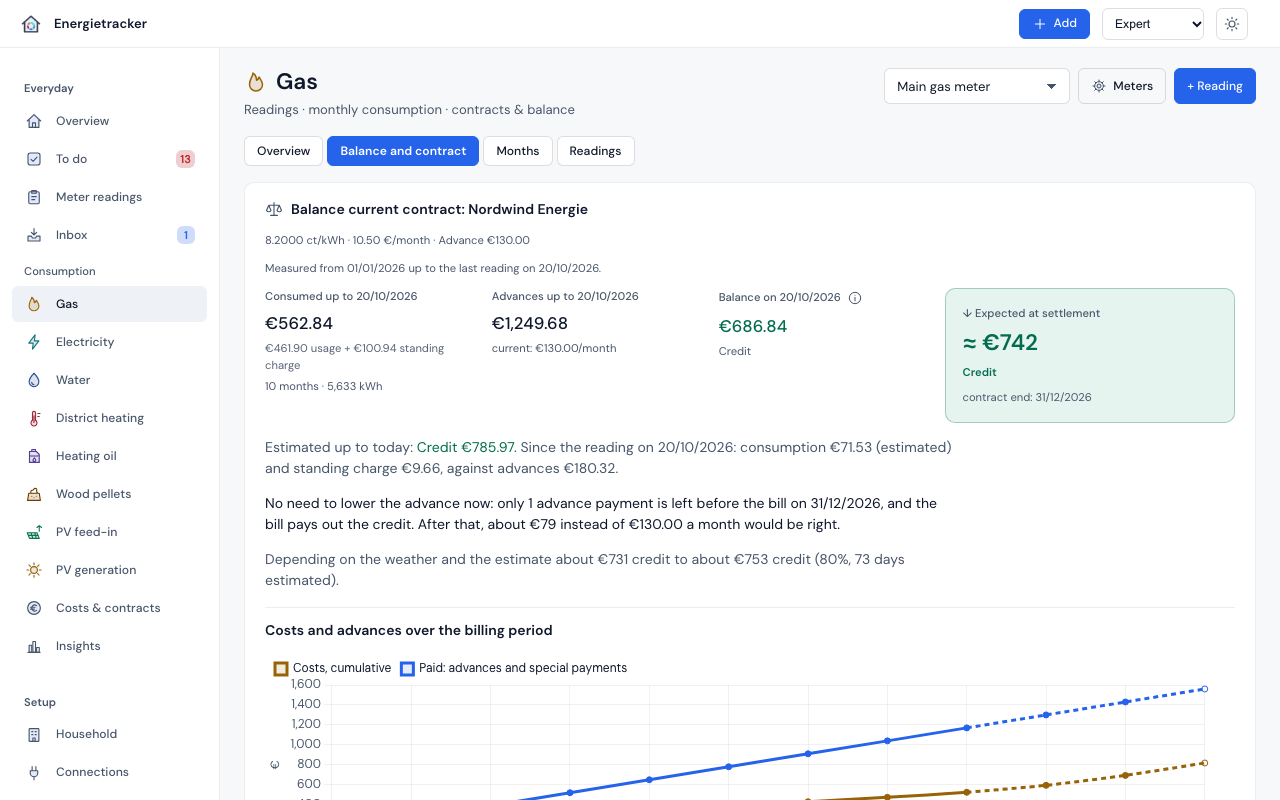 Energietracker
Add
Expert
Everyday
Overview
To do
13
Meter readings
Inbox
1
Consumption
Gas
Electricity
Water
District heating
Heating oil
Wood pellets
PV feed-in
PV generation
Costs & contracts
Insights
Setup
Household
Connections
Gas
Readings · monthly consumption · contracts & balance
Main gas meter
Meters
+ Reading
Overview
Balance and contract
Months
Readings
Balance current contract: Nordwind Energie
8.2000 ct/kWh · 10.50 €/month · Advance €130.00
Measured from 01/01/2026 up to the last reading on 20/10/2026.
Consumed up to 20/10/2026
€562.84
€461.90 usage + €100.94 standing
charge
10 months · 5,633 kWh
Advances up to 20/10/2026
€1,249.68
current: €130.00/month
Balance on 20/10/2026
€686.84
Credit
↓ Expected at settlement
≈ €742
Credit
contract end: 31/12/2026
Estimated up to today: Credit €785.97. Since the reading on 20/10/2026: consumption €71.53 (estimated)
and standing charge €9.66, against advances €180.32.
No need to lower the advance now: only 1 advance payment is left before the bill on 31/12/2026, and the
bill pays out the credit. After that, about €79 instead of €130.00 a month would be right.
Depending on the weather and the estimate about €731 credit to about €753 credit (80%, 73 days
estimated).
Costs and advances over the billing period
Costs, cumulative
Paid: advances and special payments
1,600
1,400
1,200
1,000
800
600
400
€